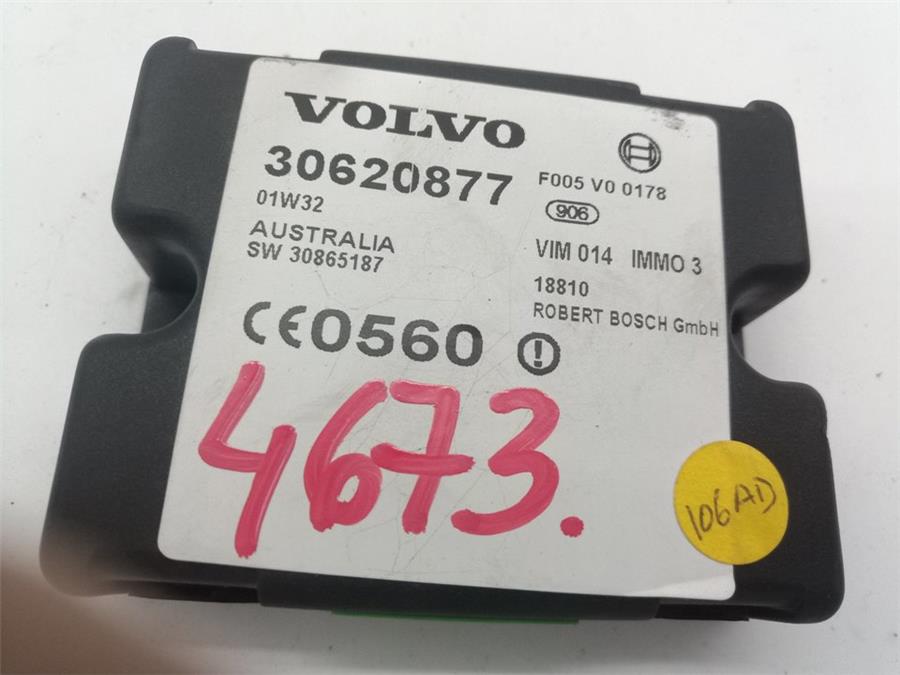 VOLVO
30620877
01W32
AUSTRALIA
SW 30865187
CE0560
F005 V0 0178
906
VIM 014 IMMO 3
18810
ROBERT BOSCH GmbH
!
4673.
106AD